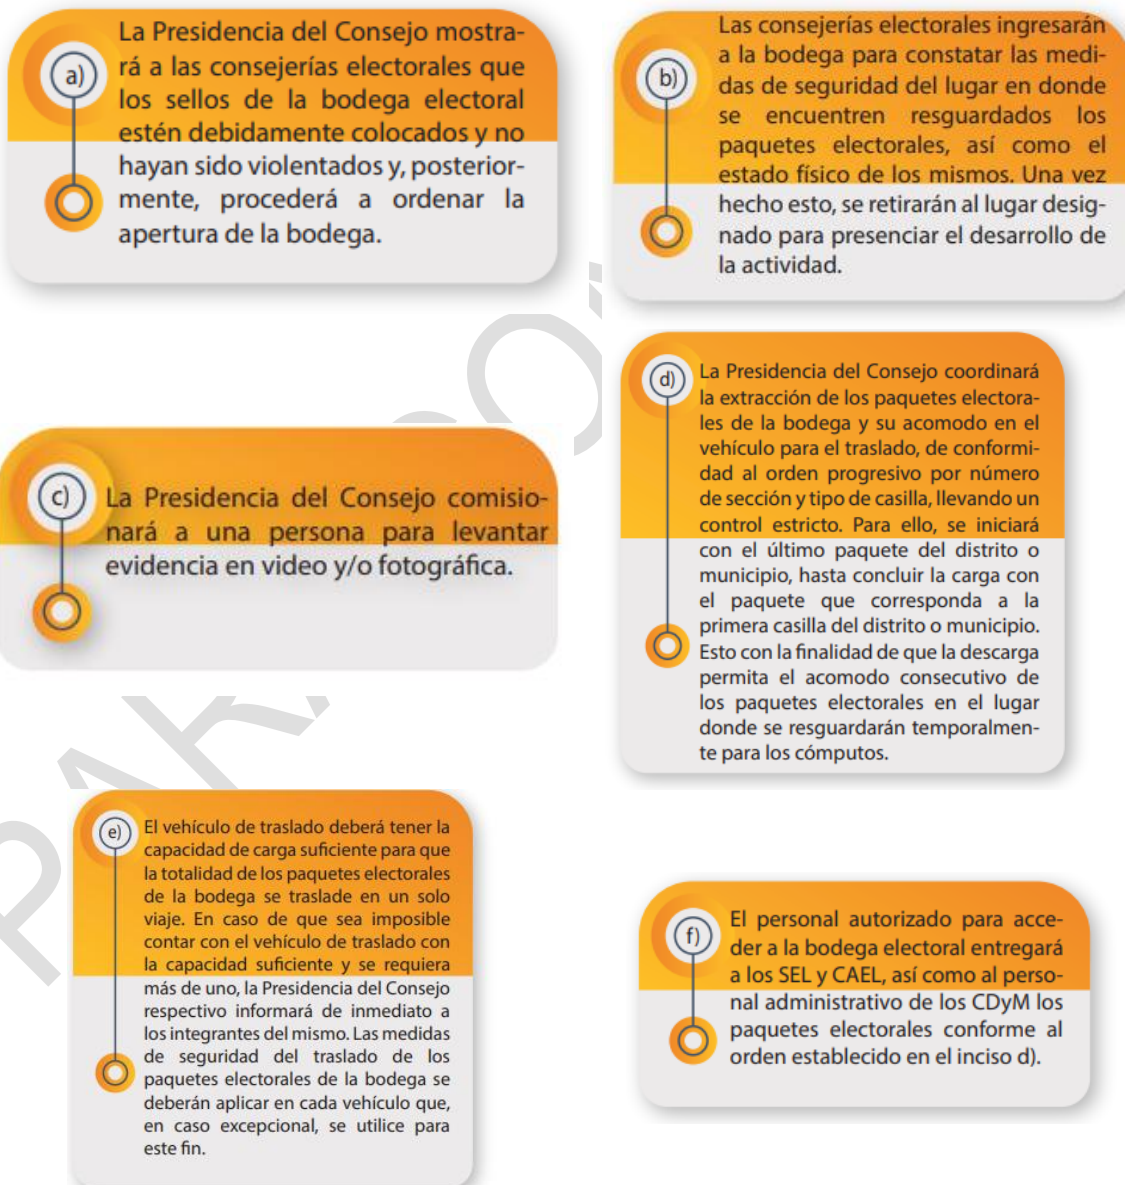 a)
La Presidencia del Consejo mostra-
rá a las consejerías electorales que
los sellos de la bodega electoral
estén debidamente colocados y no
hayan sido violentados y, posterior-
mente, procederá a ordenar la
apertura de la bodega.
b)
Las consejerías electorales ingresarán
a la bodega para constatar las medi-
das de seguridad del lugar en donde
se encuentren resguardados los
paquetes electorales, así como el
estado físico de los mismos. Una vez
hecho esto, se retirarán al lugar desig-
nado para presenciar el desarrollo de
la actividad.
c)
La Presidencia del Consejo comisio-
nará a una persona para levantar
evidencia en video y/o fotográfica.
d)
La Presidencia del Consejo coordinará
la extracción de los paquetes electora-
les de la bodega y su acomodo en el
vehículo para el traslado, de conformi-
dad al orden progresivo por número
de sección y tipo de casilla, llevando un
control estricto. Para ello, se iniciará
con el último paquete del distrito o
municipio, hasta concluir la carga con
el paquete que corresponda a la
primera casilla del distrito o municipio.
Esto con la finalidad de que la descarga
permita el acomodo consecutivo de
los paquetes electorales en el lugar
donde se resguardarán temporalmen-
te para los cómputos.
e)
El vehículo de traslado deberá tener la
capacidad de carga suficiente para que
la totalidad de los paquetes electorales
de la bodega se traslade en un solo
viaje. En caso de que sea imposible
contar con el vehículo de traslado con
la capacidad suficiente y se requiera
más de uno, la Presidencia del Consejo
respectivo informará de inmediato a
los integrantes del mismo. Las medidas
de seguridad del traslado de los
paquetes electorales de la bodega se
deberán aplicar en cada vehículo que,
en caso excepcional, se utilice para
este fin.
f)
El personal autorizado para acce-
der a la bodega electoral entregará
a los SEL y CAEL, así como al perso-
nal administrativo de los CDyM los
paquetes electorales conforme al
orden establecido en el inciso d).